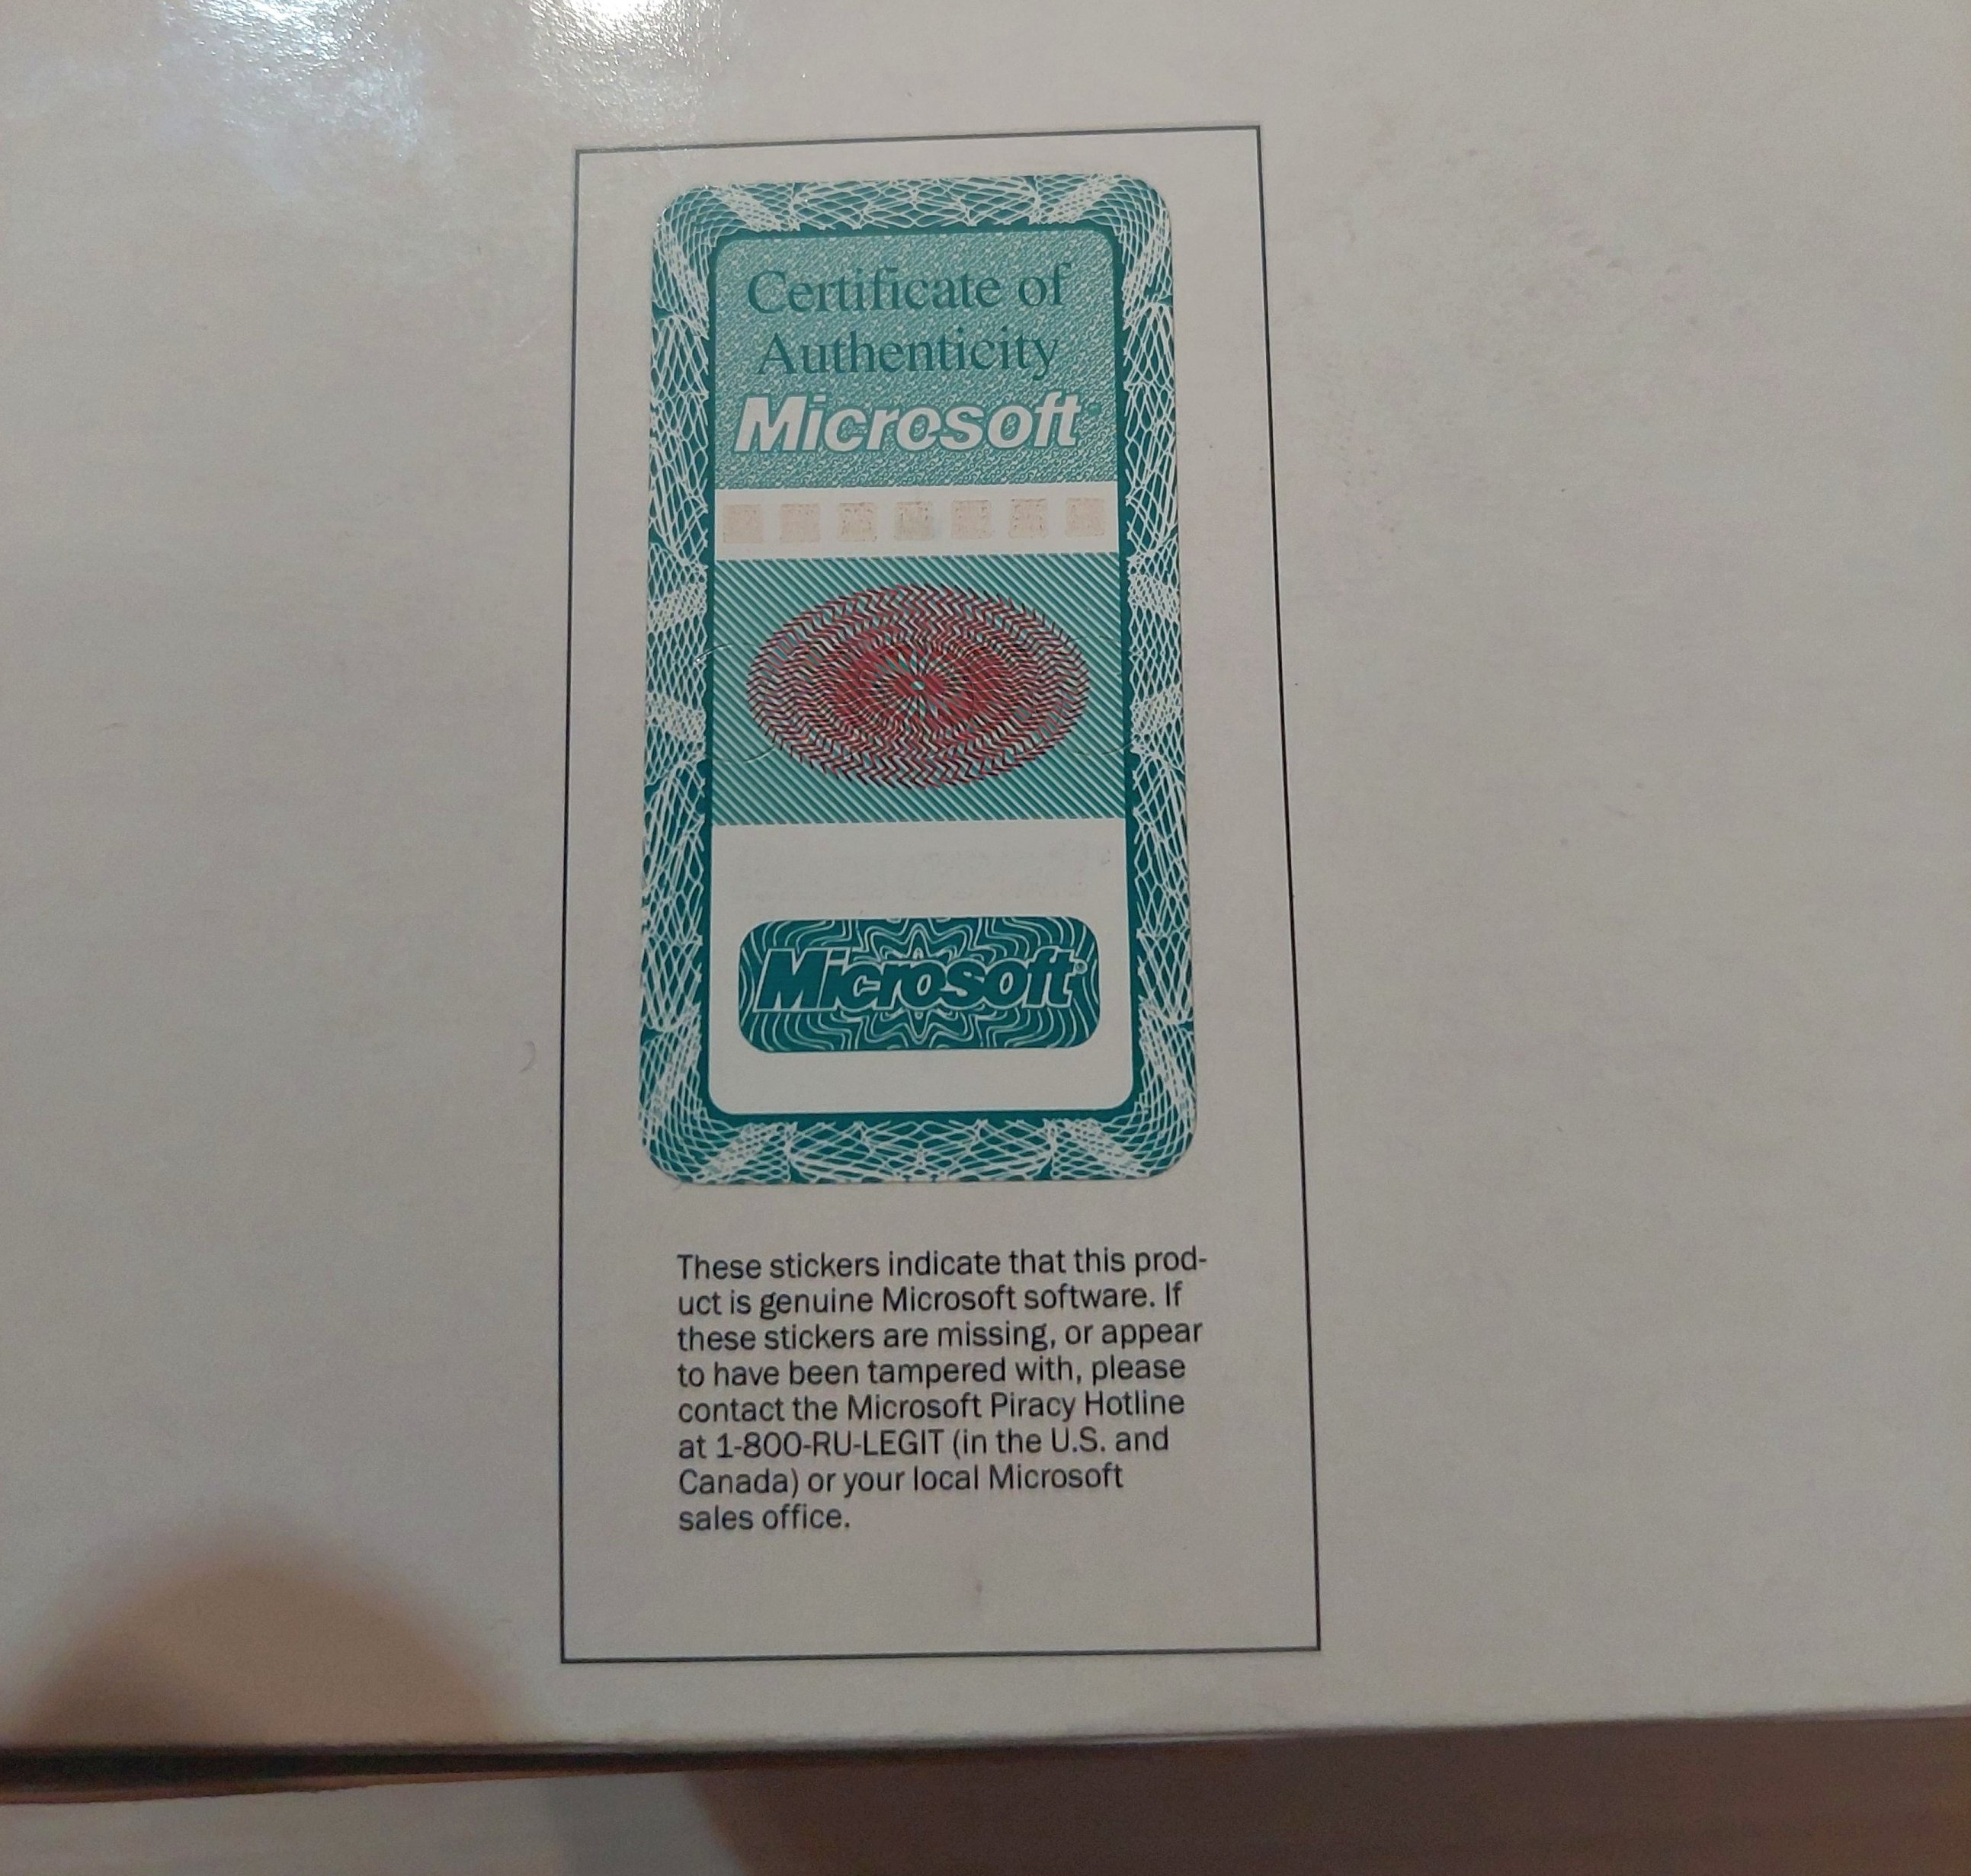 Certificate of
Authenticity
Microsoft
Microsoft®
These stickers indicate that this prod-
uct is genuine Microsoft software. If
these stickers are missing, or appear
to have been tampered with, please
contact the Microsoft Piracy Hotline
at 1-800-RU-LEGIT (in the U.S. and
Canada) or your local Microsoft
sales office.